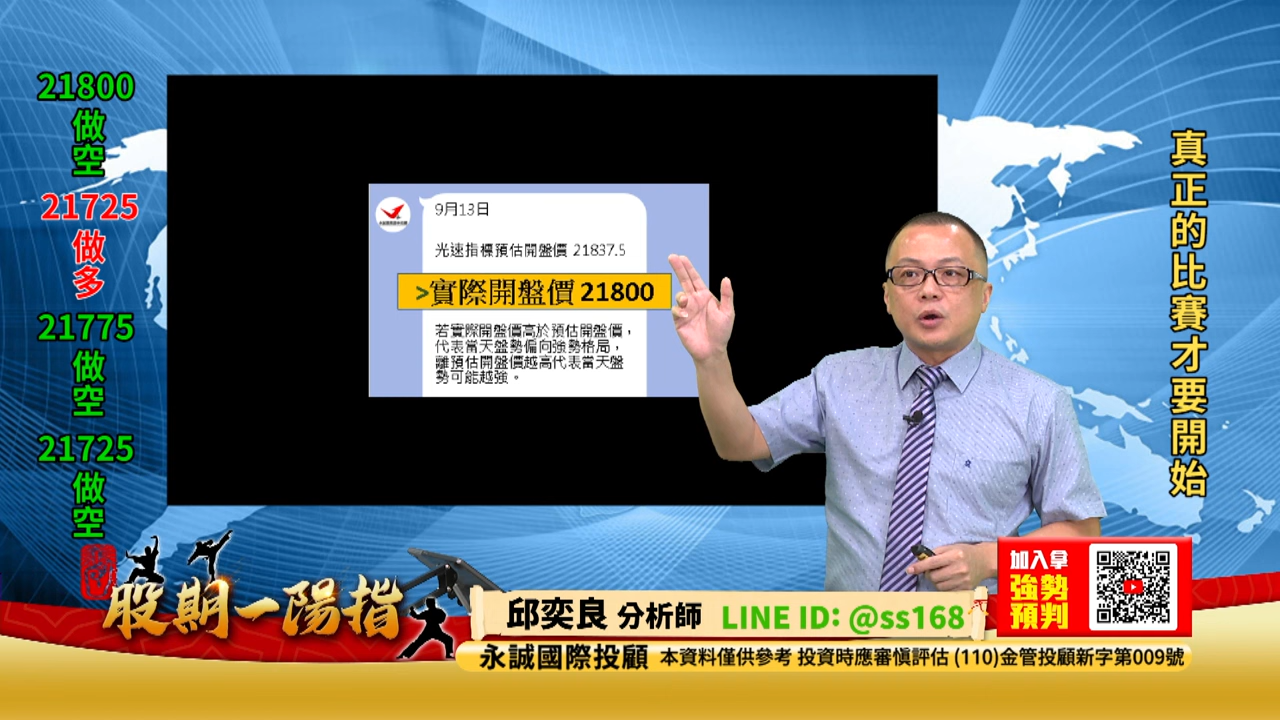 21800
做
空
21725
做
多
21775
做
空
21725
做
空
9月13日
光速指標預估開盤價 21837.5
>實際開盤價 21800
若實際開盤價高於預估開盤價，
代表當天盤勢偏向強勢格局，
離預估開盤價越高代表當天盤
勢可能越強。
真正的比賽才要開始
股期一陽指
邱奕良 分析師 LINE ID: @ss168
加入拿
強勢
預判
永誠國際投顧 本資料僅供參考 投資時應審慎評估 (110)金管投顧新字第009號